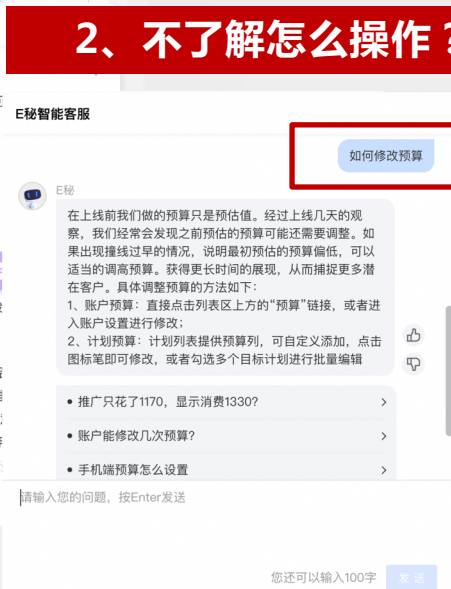 2、不了解怎么操作？
E秘智能客服
如何修改预算
E秘
在上线前我们做的预算只是预估值。经过上线几天的观
察，我们经常会发现之前预估的预算可能还需要调整。如
果出现撞线过早的情况，说明最初预估的预算偏低，可以
适当的调高预算。获得更长时间的展现，从而捕捉更多潜
在客户。具体调整预算的方法如下：
1、账户预算：直接点击列表区上方的“预算”链接，或者进
入账户设置进行修改；
2、计划预算：计划列表提供预算列，可自定义添加，点击
图标笔即可修改，或者勾选多个目标计划进行批量编辑
• 推广只花了1170，显示消费1330?
• 账户能修改几次预算?
• 手机端预算怎么设置
请输入您的问题，按Enter发送
您还可以输入100字 发 送